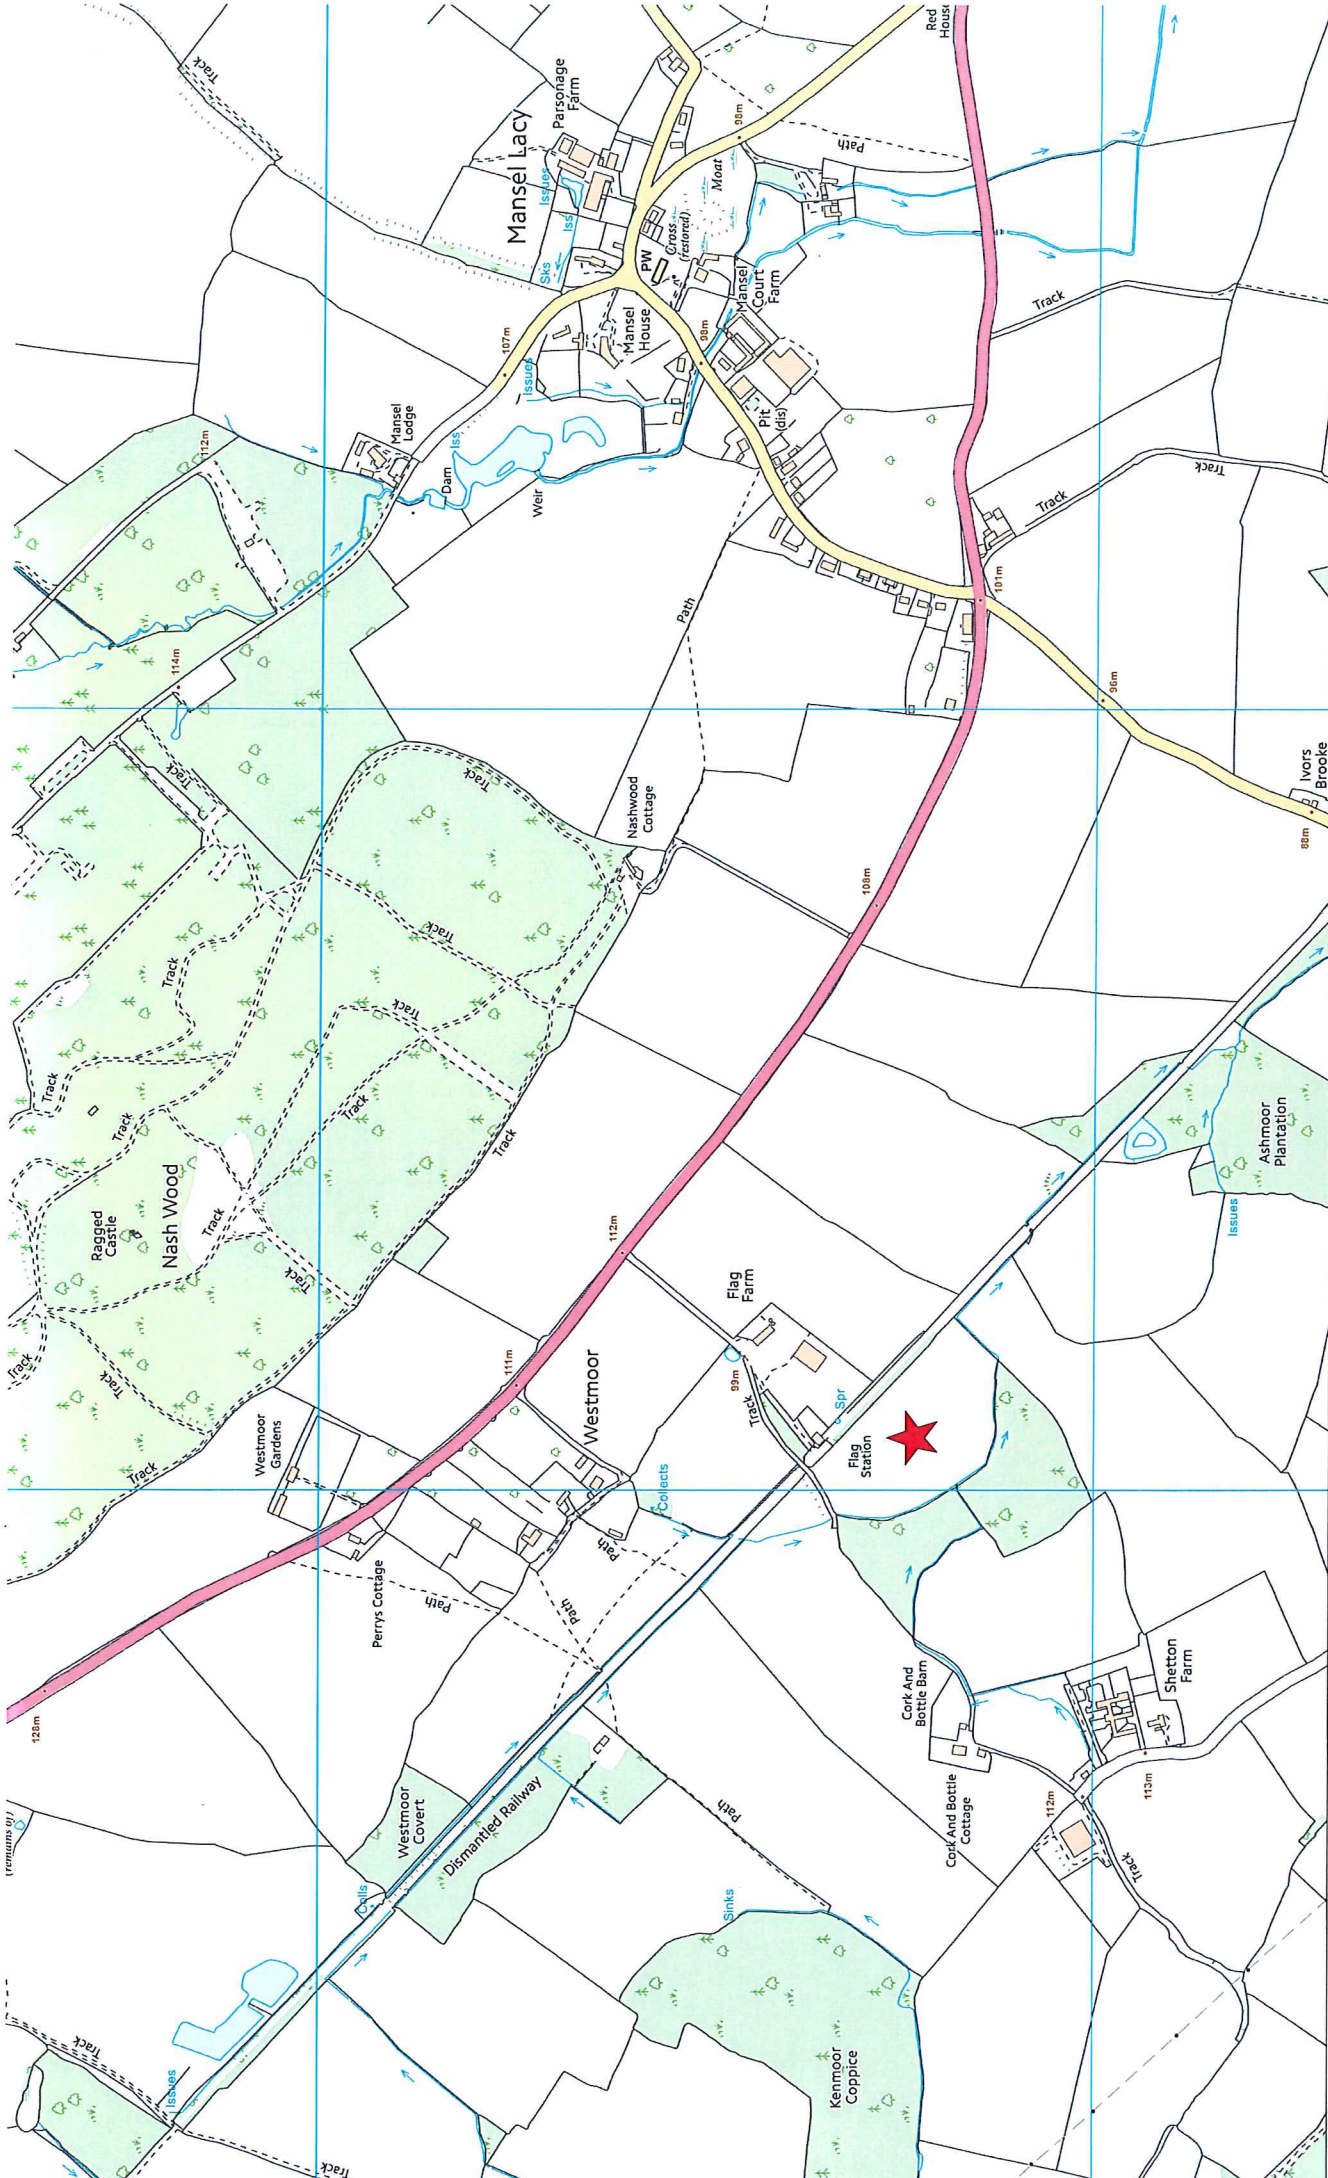 Track
Issues
128m
Track
Ragged
Castle
Nash Wood
Track
Track
Track
Track
Track
Track
Track
Track
114m
112m
Track
Colls
Westmoor
Covert
Dismantled Railway
Perrys Cottage
Path
Westmoor
Gardens
Track
Track
Track
Track
Track
Track
Mansel
Lodge
Dam
Iss
107m
Mansel Lacy
Parsonage
Farm
Issues
Iss
Sks
Issues
Weir
111m
Westmoor
Path
Path
Collects
112m
Nashwood
Cottage
Path
Mansel
House
PW
Cross
(restored)
Moat
98m
98m
Mansel
Court
Farm
Pit
(dis)
Path
Sinks
Path
Kenmoor
Coppice
Track
99m
Flag
Farm
Spr
Flag
Station
108m
Red
House
Cork And
Bottle Barn
Cork And Bottle
Cottage
101m
Track
Track
Track
112m
113m
Shetton
Farm
Track
96m
Issues
Ashmoor
Plantation
88m
Ivors
Brooke
Track